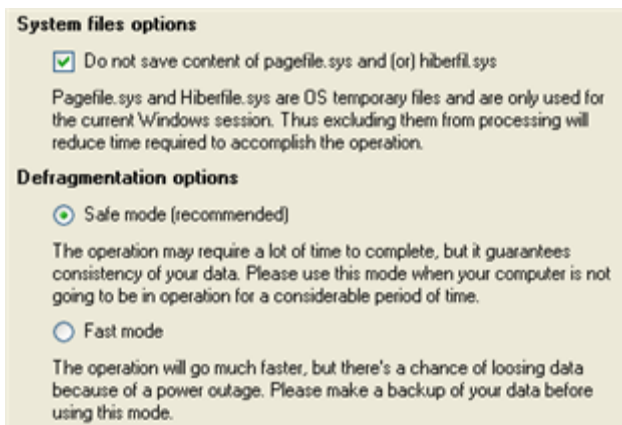 System files options
Do not save content of pagefile.sys and (or) hiberfil.sys
Pagefile.sys and Hiberfile.sys are OS temporary files and are only used for
the current Windows session. Thus excluding them from processing will
reduce time required to accomplish the operation.
Defragmentation options
Safe mode (recommended)
The operation may require a lot of time to complete, but it guarantees
consistency of your data. Please use this mode when your computer is not
going to be in operation for a considerable period of time.
Fast mode
The operation will go much faster, but there's a chance of loosing data
because of a power outage. Please make a backup of your data before
using this mode.